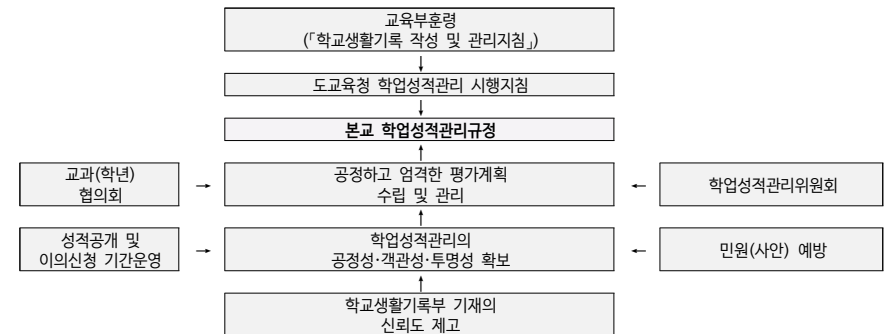 교육부훈령
(「학교생활기록 작성 및 관리지침」)
도교육청 학업성적관리 시행지침
본교 학업성적관리규정
교과(학년)
협의회
공정하고 엄격한 평가계획
수립 및 관리
학업성적관리위원회
성적공개 및
이의신청 기간운영
학업성적관리의
공정성·객관성·투명성 확보
민원(사안) 예방
학교생활기록부 기재의
신뢰도 제고